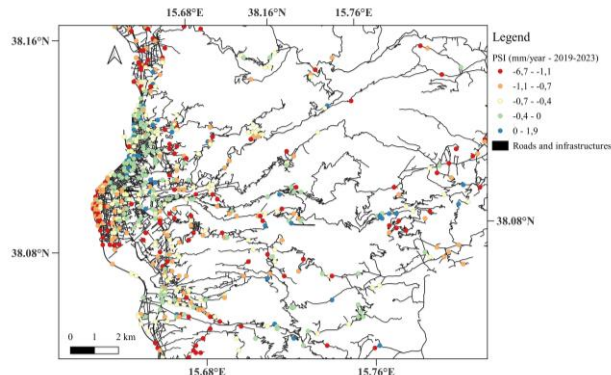 15.68°E 38.16°N 15.76°E
38.16°N
Legend
PSI (mm/year - 2019-2023)
-6,7 - -1,1
-1,1 - -0,7
-0,7 - -0,4
-0,4 - 0
0 - 1,9
Roads and infrastructures
38.08°N
38.08°N
0 1 2 km
15.68°E 15.76°E